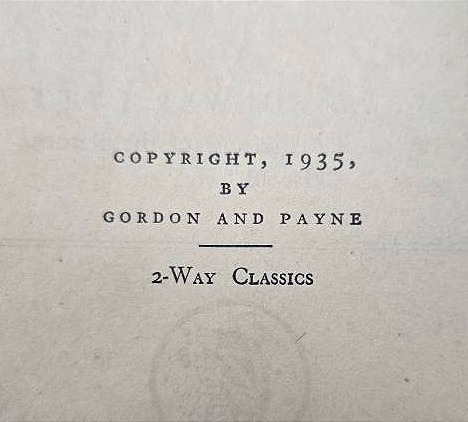 COPYRIGHT, 1935,
BY
GORDON AND PAYNE
2-WAY CLASSICS